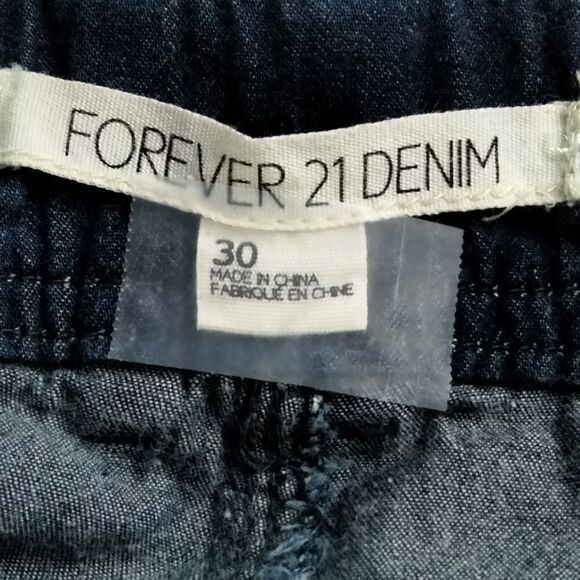 FOREVER 21 DENIM
30
MADE IN CHINA
FABRIQUÉ EN CHINE